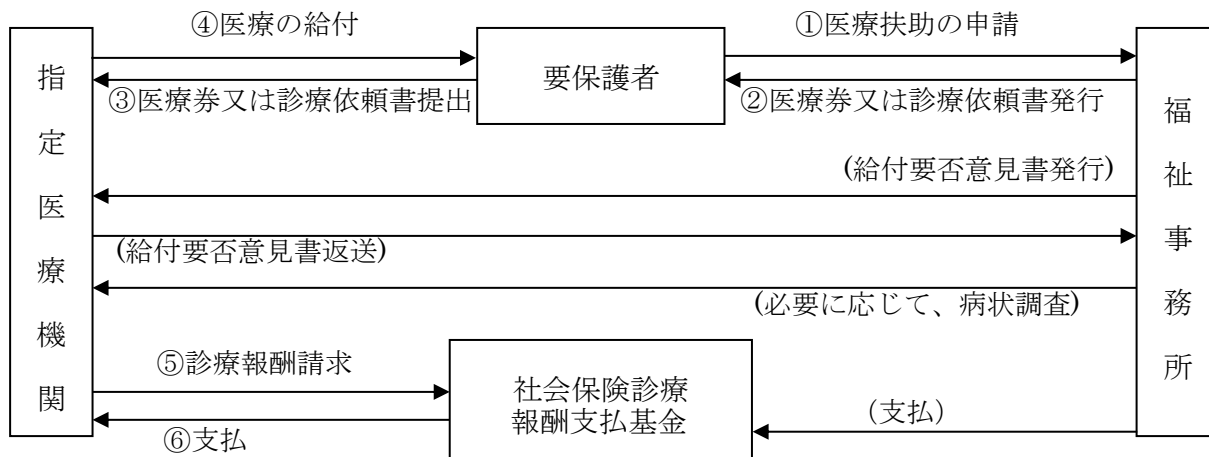 ④医療の給付
①医療扶助の申請
指定医療機関
要保護者
福祉事務所
③医療券又は診療依頼書提出
②医療券又は診療依頼書発行
(給付要否意見書発行)
(給付要否意見書返送)
(必要に応じて、病状調査)
⑤診療報酬請求
社会保険診療
報酬支払基金
(支払)
⑥支払